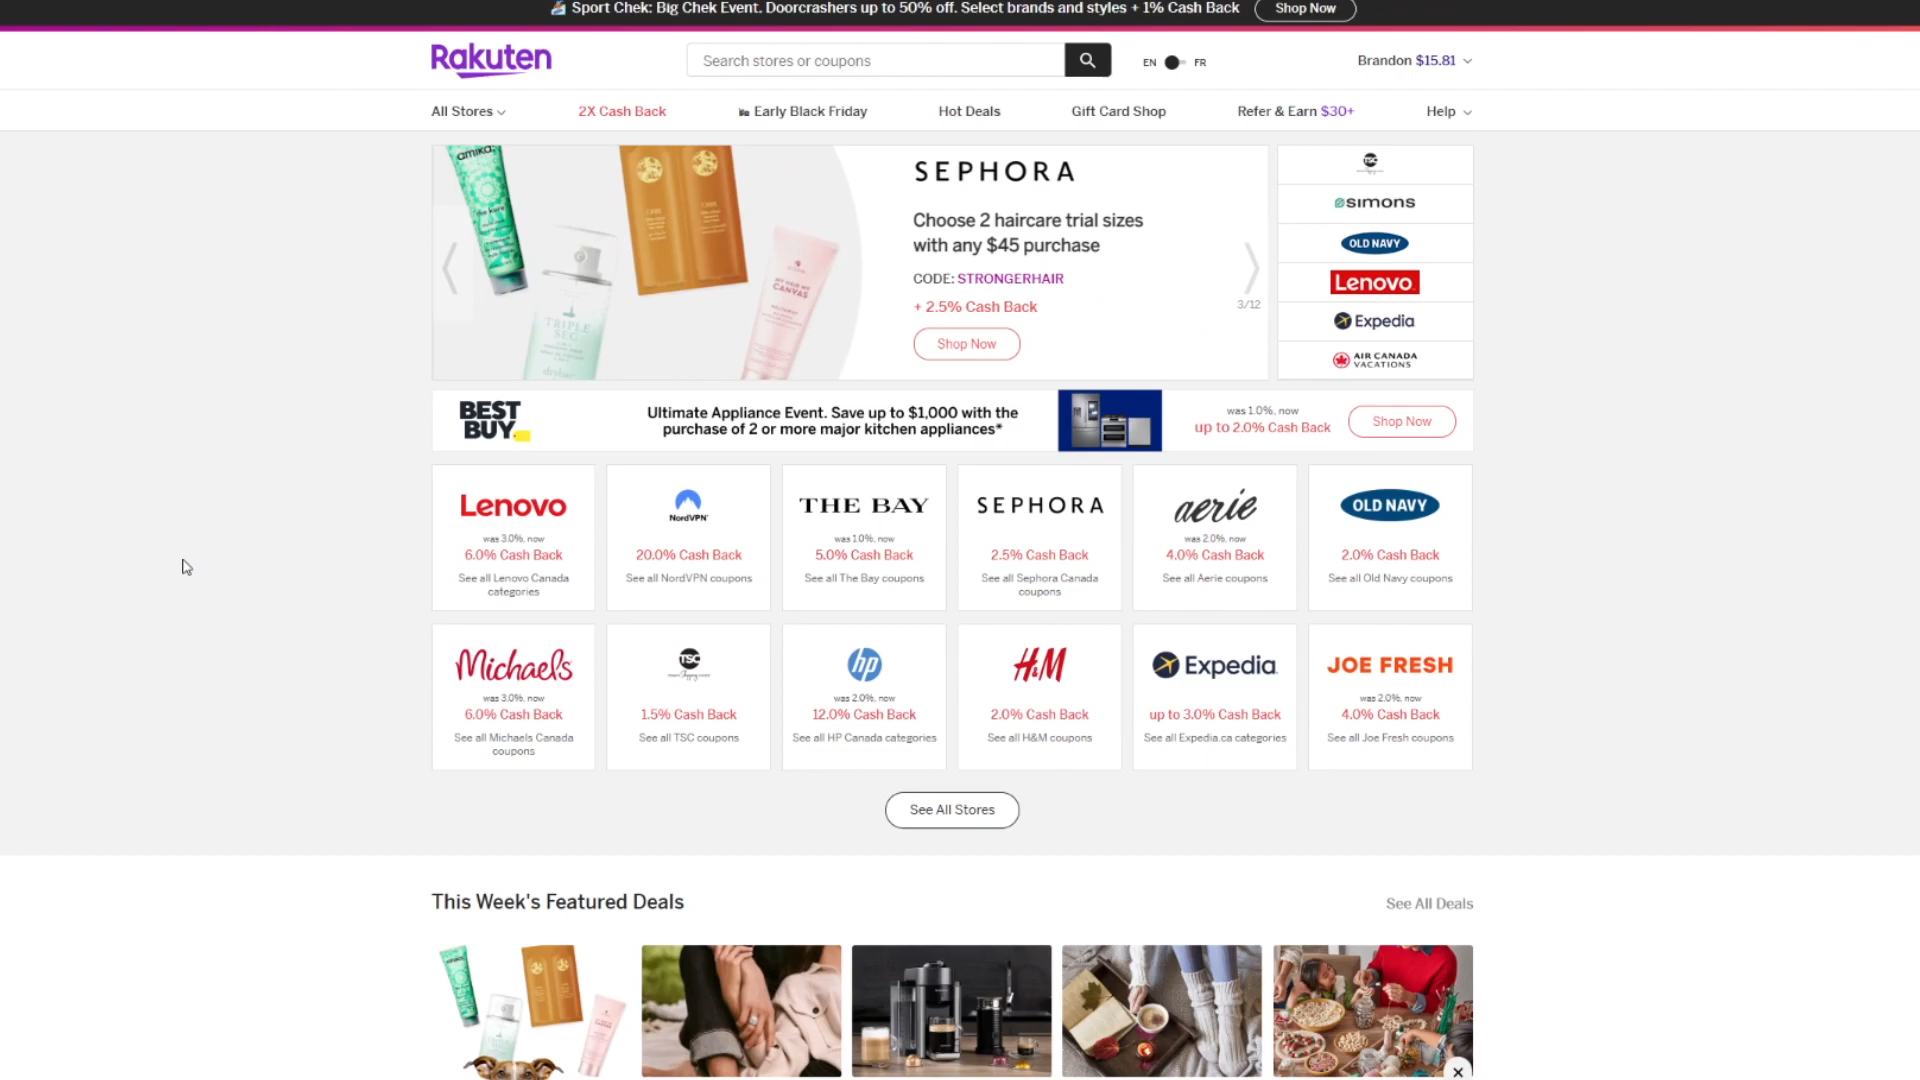 Sport Chek: Big Chek Event. Doorcrashers up to 50% off. Select brands and styles + 1% Cash Back
Shop Now
Rakuten
Search stores or coupons
EN
FR
Brandon $15.81
All Stores
2X Cash Back
Early Black Friday
Hot Deals
Gift Card Shop
Refer & Earn $30+
Help
amika:
the kure
TRIPLE
SEC
drybar
MY HAIR. MY
CANVAS.
SEPHORA
Choose 2 haircare trial sizes
with any $45 purchase
CODE: STRONGERHAIR
+ 2.5% Cash Back
Shop Now
3/12
TSC
simons
OLD NAVY
Lenovo
Expedia
AIR CANADA
VACATIONS
BEST
BUY
Ultimate Appliance Event. Save up to $1,000 with the
purchase of 2 or more major kitchen appliances*
was 1.0%, now
up to 2.0% Cash Back
Shop Now
Lenovo
was 3.0%, now
6.0% Cash Back
See all Lenovo Canada
categories
NordVPN
20.0% Cash Back
See all NordVPN coupons
THE BAY
was 1.0%, now
5.0% Cash Back
See all The Bay coupons
SEPHORA
2.5% Cash Back
See all Sephora Canada
coupons
aerie
was 2.0%, now
4.0% Cash Back
See all Aerie coupons
OLD NAVY
2.0% Cash Back
See all Old Navy coupons
Michaels
was 3.0%, now
6.0% Cash Back
See all Michaels Canada
coupons
TSC
1.5% Cash Back
See all TSC coupons
hp
was 2.0%, now
12.0% Cash Back
See all HP Canada categories
H&M
2.0% Cash Back
See all H&M coupons
Expedia
up to 3.0% Cash Back
See all Expedia.ca categories
JOE FRESH
was 2.0%, now
4.0% Cash Back
See all Joe Fresh coupons
See All Stores
This Week's Featured Deals
See All Deals